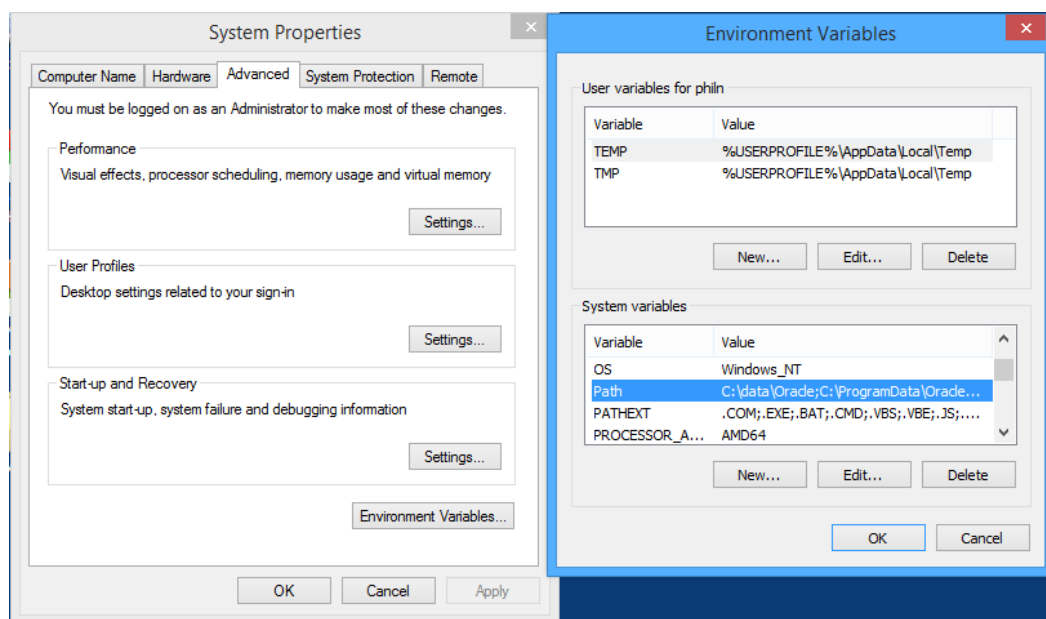 System Properties
Computer Name Hardware Advanced System Protection Remote
You must be logged on as an Administrator to make most of these changes.
Performance
Visual effects, processor scheduling, memory usage and virtual memory
Settings...
User Profiles
Desktop settings related to your sign-in
Settings...
Start-up and Recovery
System start-up, system failure and debugging information
Settings...
Environment Variables...
OK Cancel Apply
Environment Variables
User variables for philn
Variable Value
TEMP %USERPROFILE%\AppData\Local\Temp
TMP %USERPROFILE%\AppData\Local\Temp
New... Edit... Delete
System variables
Variable Value
OS Windows_NT
Path C:\data\Oracle;C:\ProgramData\Oracle...
PATHEXT .COM;.EXE;.BAT;.CMD;.VBS;.VBE;.JS;....
PROCESSOR_A... AMD64
New... Edit... Delete
OK Cancel